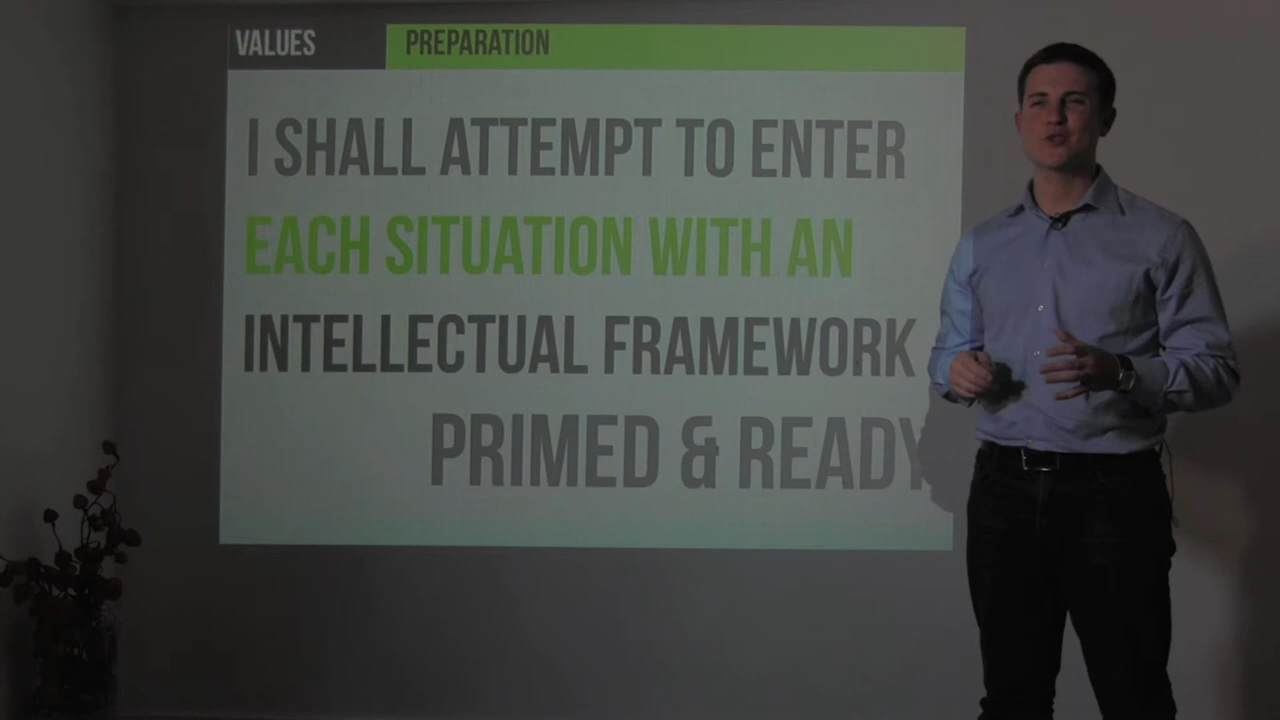 VALUES
PREPARATION
I SHALL ATTEMPT TO ENTER
EACH SITUATION WITH AN
INTELLECTUAL FRAMEWORK
PRIMED & READY